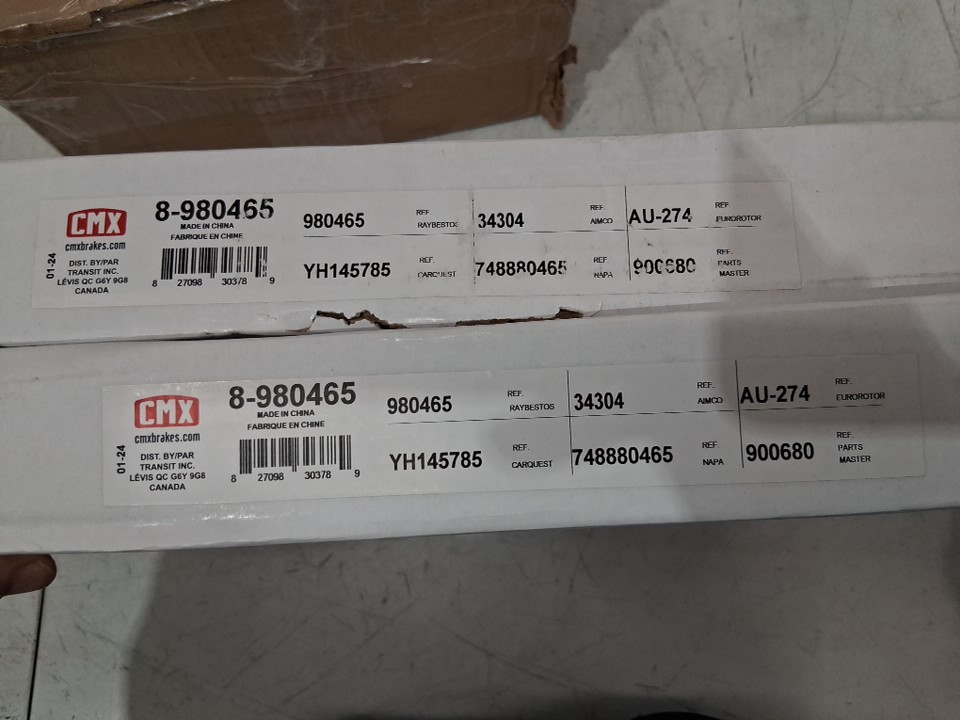 CMX
cmxbrakes.com
01-24
DIST. BY/PAR
TRANSIT INC.
LÉVIS QC G6Y 9G8
CANADA
8-980465
MADE IN CHINA
FABRIQUE EN CHINE
8 27098 30378 9
980465 REF. RAYBESTOS
34304 REF. AIMCO
AU-274 REF. EUROROTOR
YH145785 REF. CARQUEST
748880465 REF. NAPA
900680 REF. PARTS MASTER
CMX
cmxbrakes.com
01-24
DIST. BY/PAR
TRANSIT INC.
LÉVIS QC G6Y 9G8
CANADA
8-980465
MADE IN CHINA
FABRIQUE EN CHINE
8 27098 30378 9
980465 REF. RAYBESTOS
34304 REF. AIMCO
AU-274 REF. EUROROTOR
YH145785 REF. CARQUEST
748880465 REF. NAPA
900680 REF. PARTS MASTER